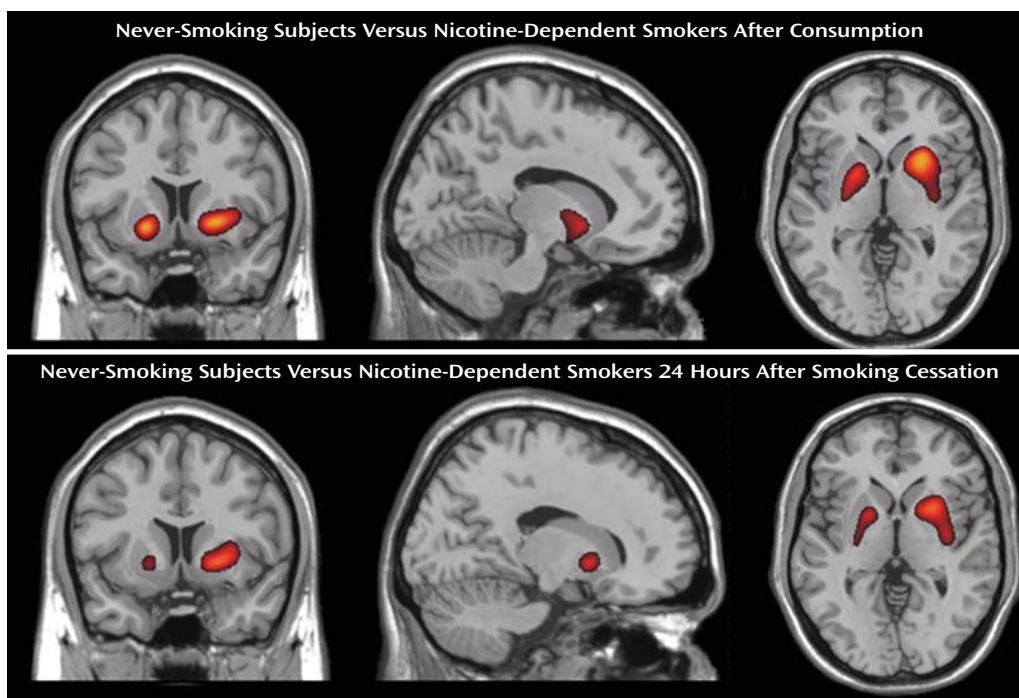 Never-Smoking Subjects Versus Nicotine-Dependent Smokers After Consumption
Never-Smoking Subjects Versus Nicotine-Dependent Smokers 24 Hours After Smoking Cessation